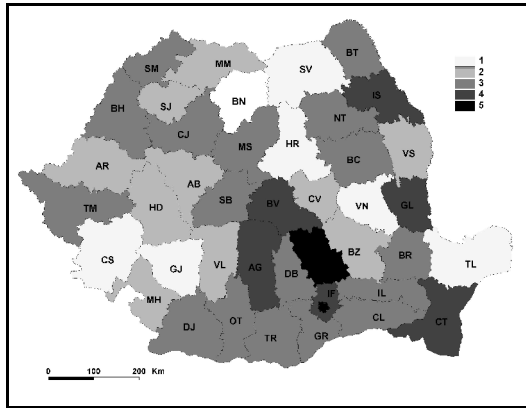 BT
SV
MM
SM
1
2
3
4
5
IS
BN
SJ
BH
NT
CJ
HR
MS
BC
VS
AR
AB
HD
SB
BV
CV
VN
GL
TM
CS
GJ
VL
AG
DB
BZ
BR
TL
MH
IF
IL
CT
DJ
OT
TR
GR
CL
0 100 200 Km